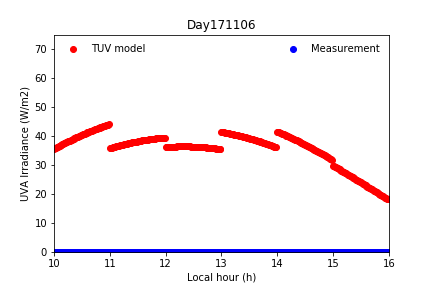 Day171106
TUV model
Measurement
UVA Irradiance (W/m2)
70
60
50
40
30
20
10
0
10 11 12 13 14 15 16
Local hour (h)